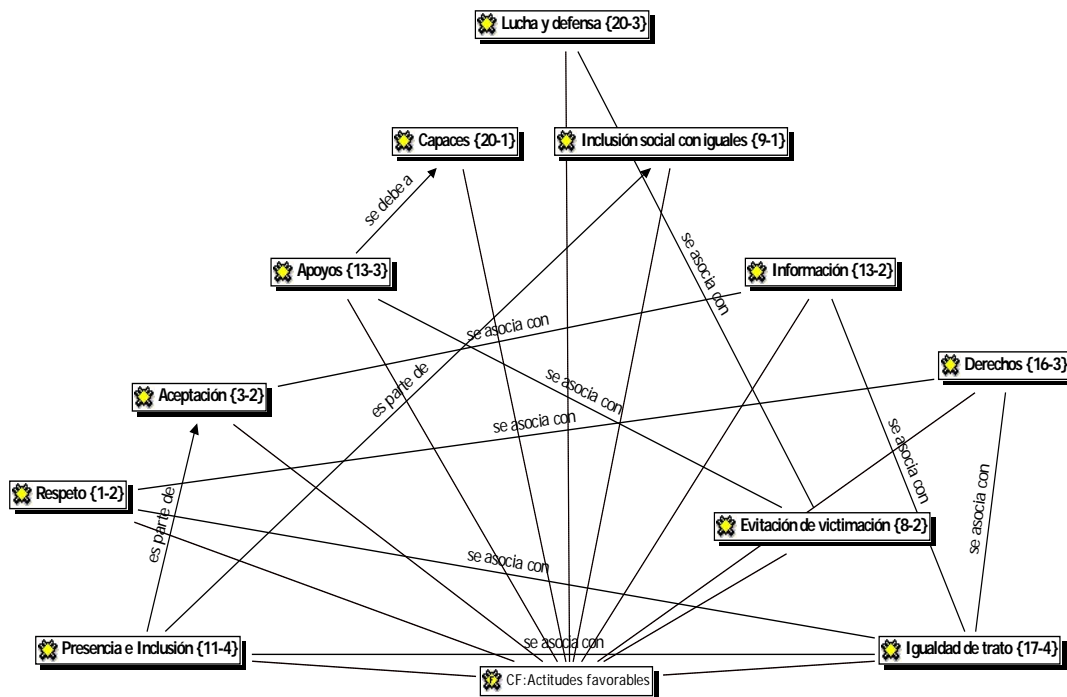 Lucha y defensa {20-3}
Capaces {20-1}
Inclusión social con iguales {9-1}
se debe a
se asocia con
Apoyos {13-3}
Información {13-2}
se asocia con
es parte de
se asocia con
Derechos {16-3}
Aceptación {3-2}
se asocia con
se asocia con
se asocia con
Respeto {1-2}
es parte de
Evitación de victimación {8-2}
se asocia con
se asocia con
Presencia e Inclusión {11-4}
Igualdad de trato {17-4}
CF:Actitudes favorables